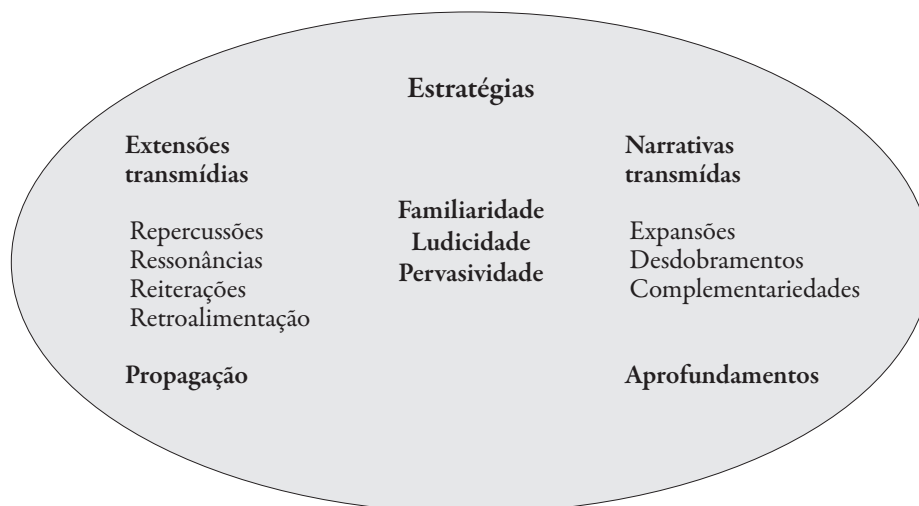 Estratégias
Extensões
transmídias
Repercussões
Ressonâncias
Reiterações
Retroalimentação
Propagação
Familiaridade
Ludicidade
Pervasividade
Narrativas
transmídas
Expansões
Desdobramentos
Complementariedades
Aprofundamentos